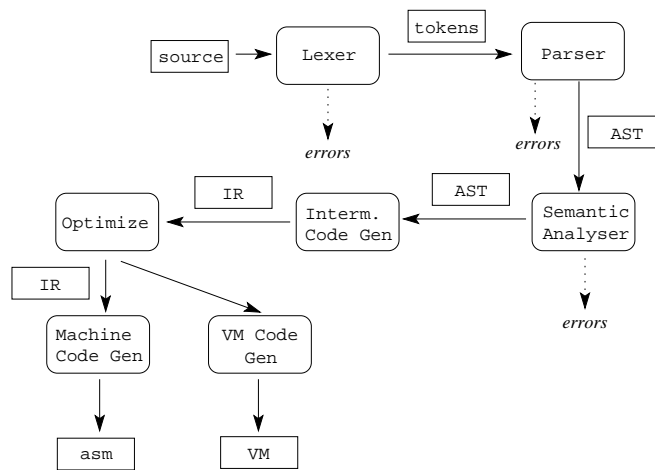 tokens
source
Lexer
Parser
AST
errors
errors
IR
AST
Optimize
Interm.
Code Gen
Semantic
Analyser
IR
errors
Machine
Code Gen
VM Code
Gen
asm
VM